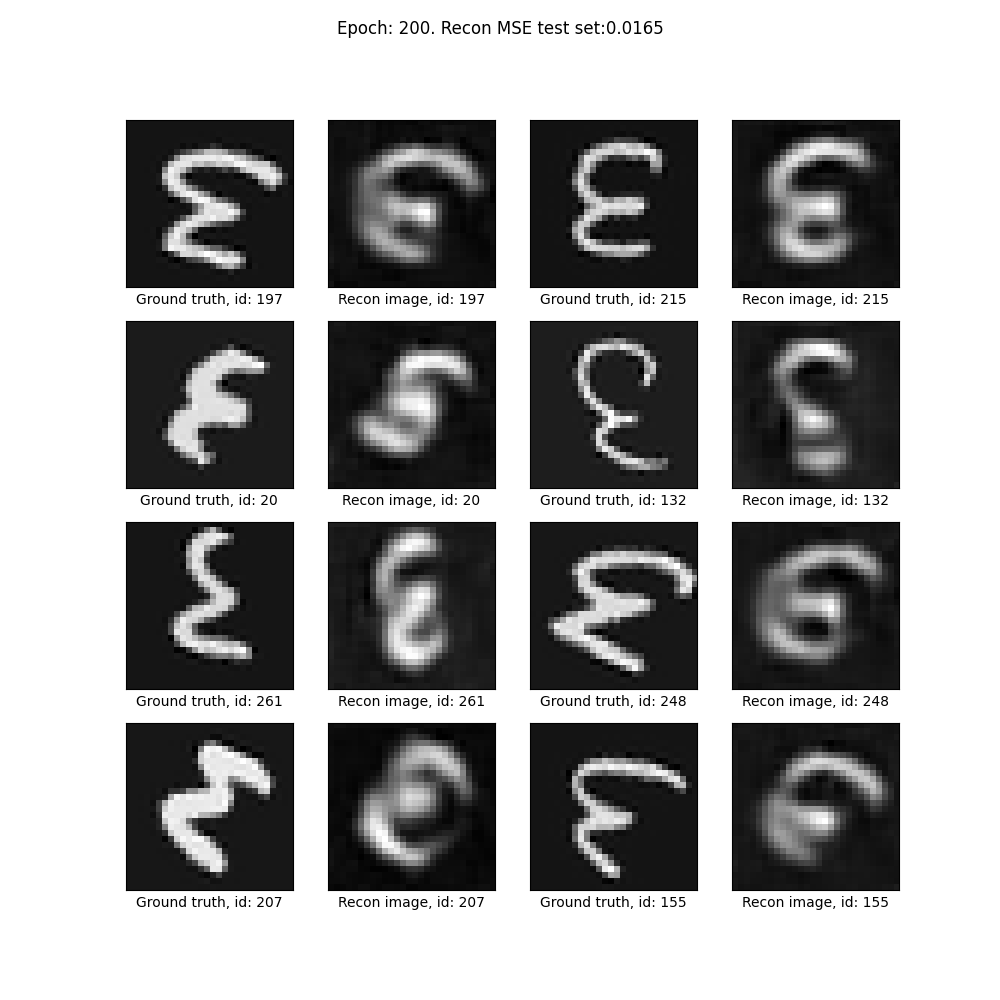 Epoch: 200. Recon MSE test set:0.0165
Ground truth, id: 197
Recon image, id: 197
Ground truth, id: 215
Recon image, id: 215
Ground truth, id: 20
Recon image, id: 20
Ground truth, id: 132
Recon image, id: 132
Ground truth, id: 261
Recon image, id: 261
Ground truth, id: 248
Recon image, id: 248
Ground truth, id: 207
Recon image, id: 207
Ground truth, id: 155
Recon image, id: 155